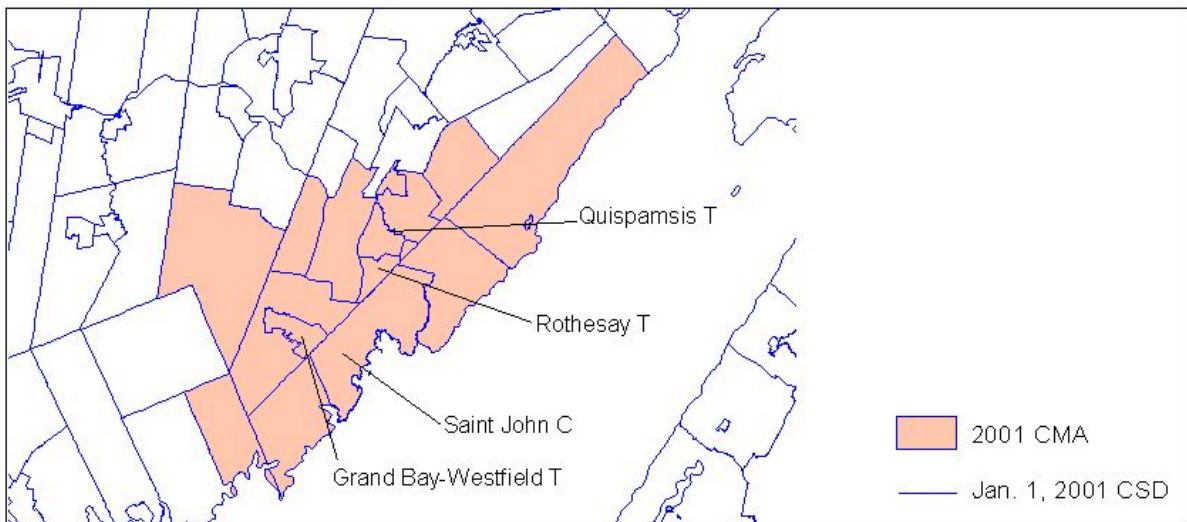 Quispamsis T
Rothesay T
Saint John C
Grand Bay-Westfield T
2001 CMA
Jan. 1, 2001 CSD